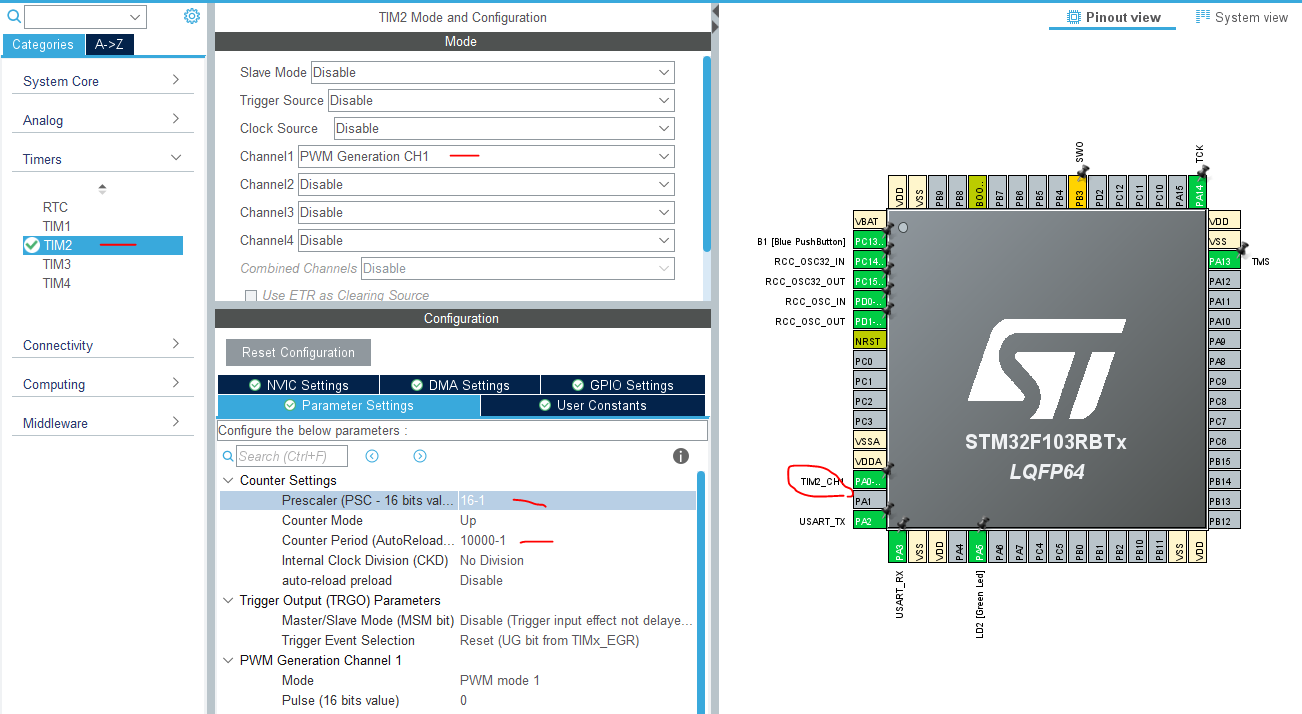 TIM2 Mode and Configuration
Pinout view
System view
Categories
A->Z
Mode
System Core
Analog
Timers
RTC
TIM1
TIM2
TIM3
TIM4
Connectivity
Computing
Middleware
Slave Mode Disable
Trigger Source Disable
Clock Source Disable
Channel1 PWM Generation CH1
Channel2 Disable
Channel3 Disable
Channel4 Disable
Combined Channels Disable
Use ETR as Clearing Source
Configuration
Reset Configuration
NVIC Settings
DMA Settings
GPIO Settings
Parameter Settings
User Constants
Configure the below parameters :
Search (Ctrl+F)
Counter Settings
Prescaler (PSC - 16 bits val... 16-1
Counter Mode Up
Counter Period (AutoReload... 10000-1
Internal Clock Division (CKD) No Division
auto-reload preload Disable
Trigger Output (TRGO) Parameters
Master/Slave Mode (MSM bit) Disable (Trigger input effect not delaye...
Trigger Event Selection Reset (UG bit from TIMx_EGR)
PWM Generation Channel 1
Mode PWM mode 1
Pulse (16 bits value) 0
SWO
TCK
VDD
VSS
PB9
PB8
BOO..
PB7
PB6
PB5
PB4
PB3
PD2
PC12
PC11
PC10
PA15
PA14
VBAT
B1 [Blue PushButton] PC13..
RCC_OSC32_IN PC14..
RCC_OSC32_OUT PC15..
RCC_OSC_IN PD0-..
RCC_OSC_OUT PD1-..
NRST
PC0
PC1
PC2
PC3
VSSA
VDDA
TIM2_CH1 PA0-..
PA1
USART_TX PA2
STM32F103RBTx
LQFP64
VDD
VSS
PA13 TMS
PA12
PA11
PA10
PA9
PA8
PC9
PC8
PC7
PC6
PB15
PB14
PB13
PB12
PA3
VSS
VDD
PA4
PA5
PA6
PA7
PC4
PC5
PB0
PB1
PB2
PB10
PB11
VSS
VDD
USART_RX
LD2 [Green Led]